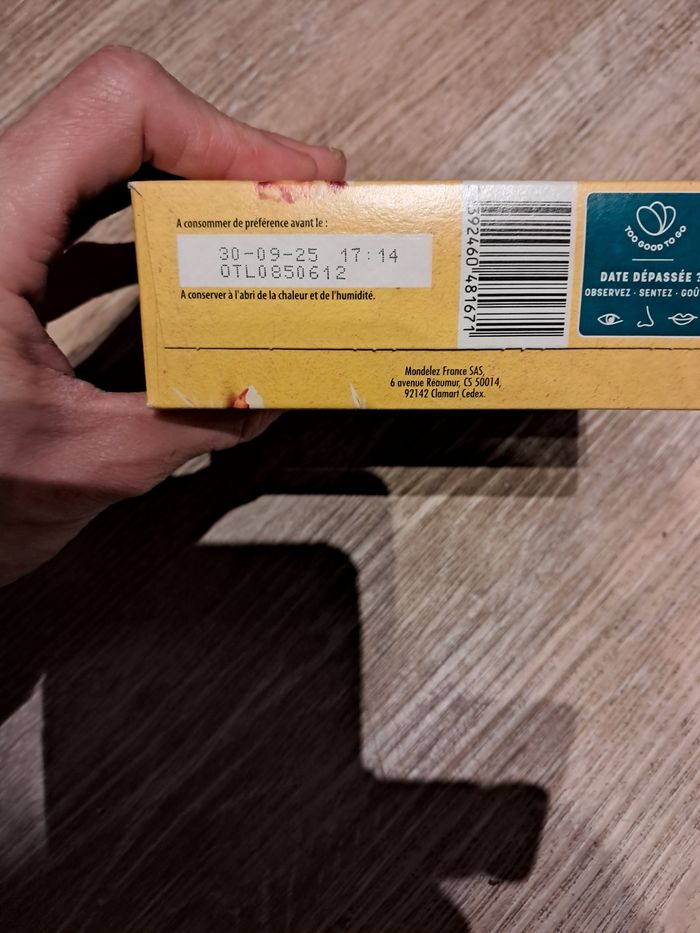 A consommer de préférence avant le :
30-09-25 17:14
OTL0850612
A conserver à l'abri de la chaleur et de l'humidité.
392460 481671
TOO GOOD TO GO
DATE DÉPASSÉE ?
OBSERVEZ · SENTEZ ·
Mondelez France SAS,
6 avenue Réaumur, CS 50014,
92142 Clamart Cedex.